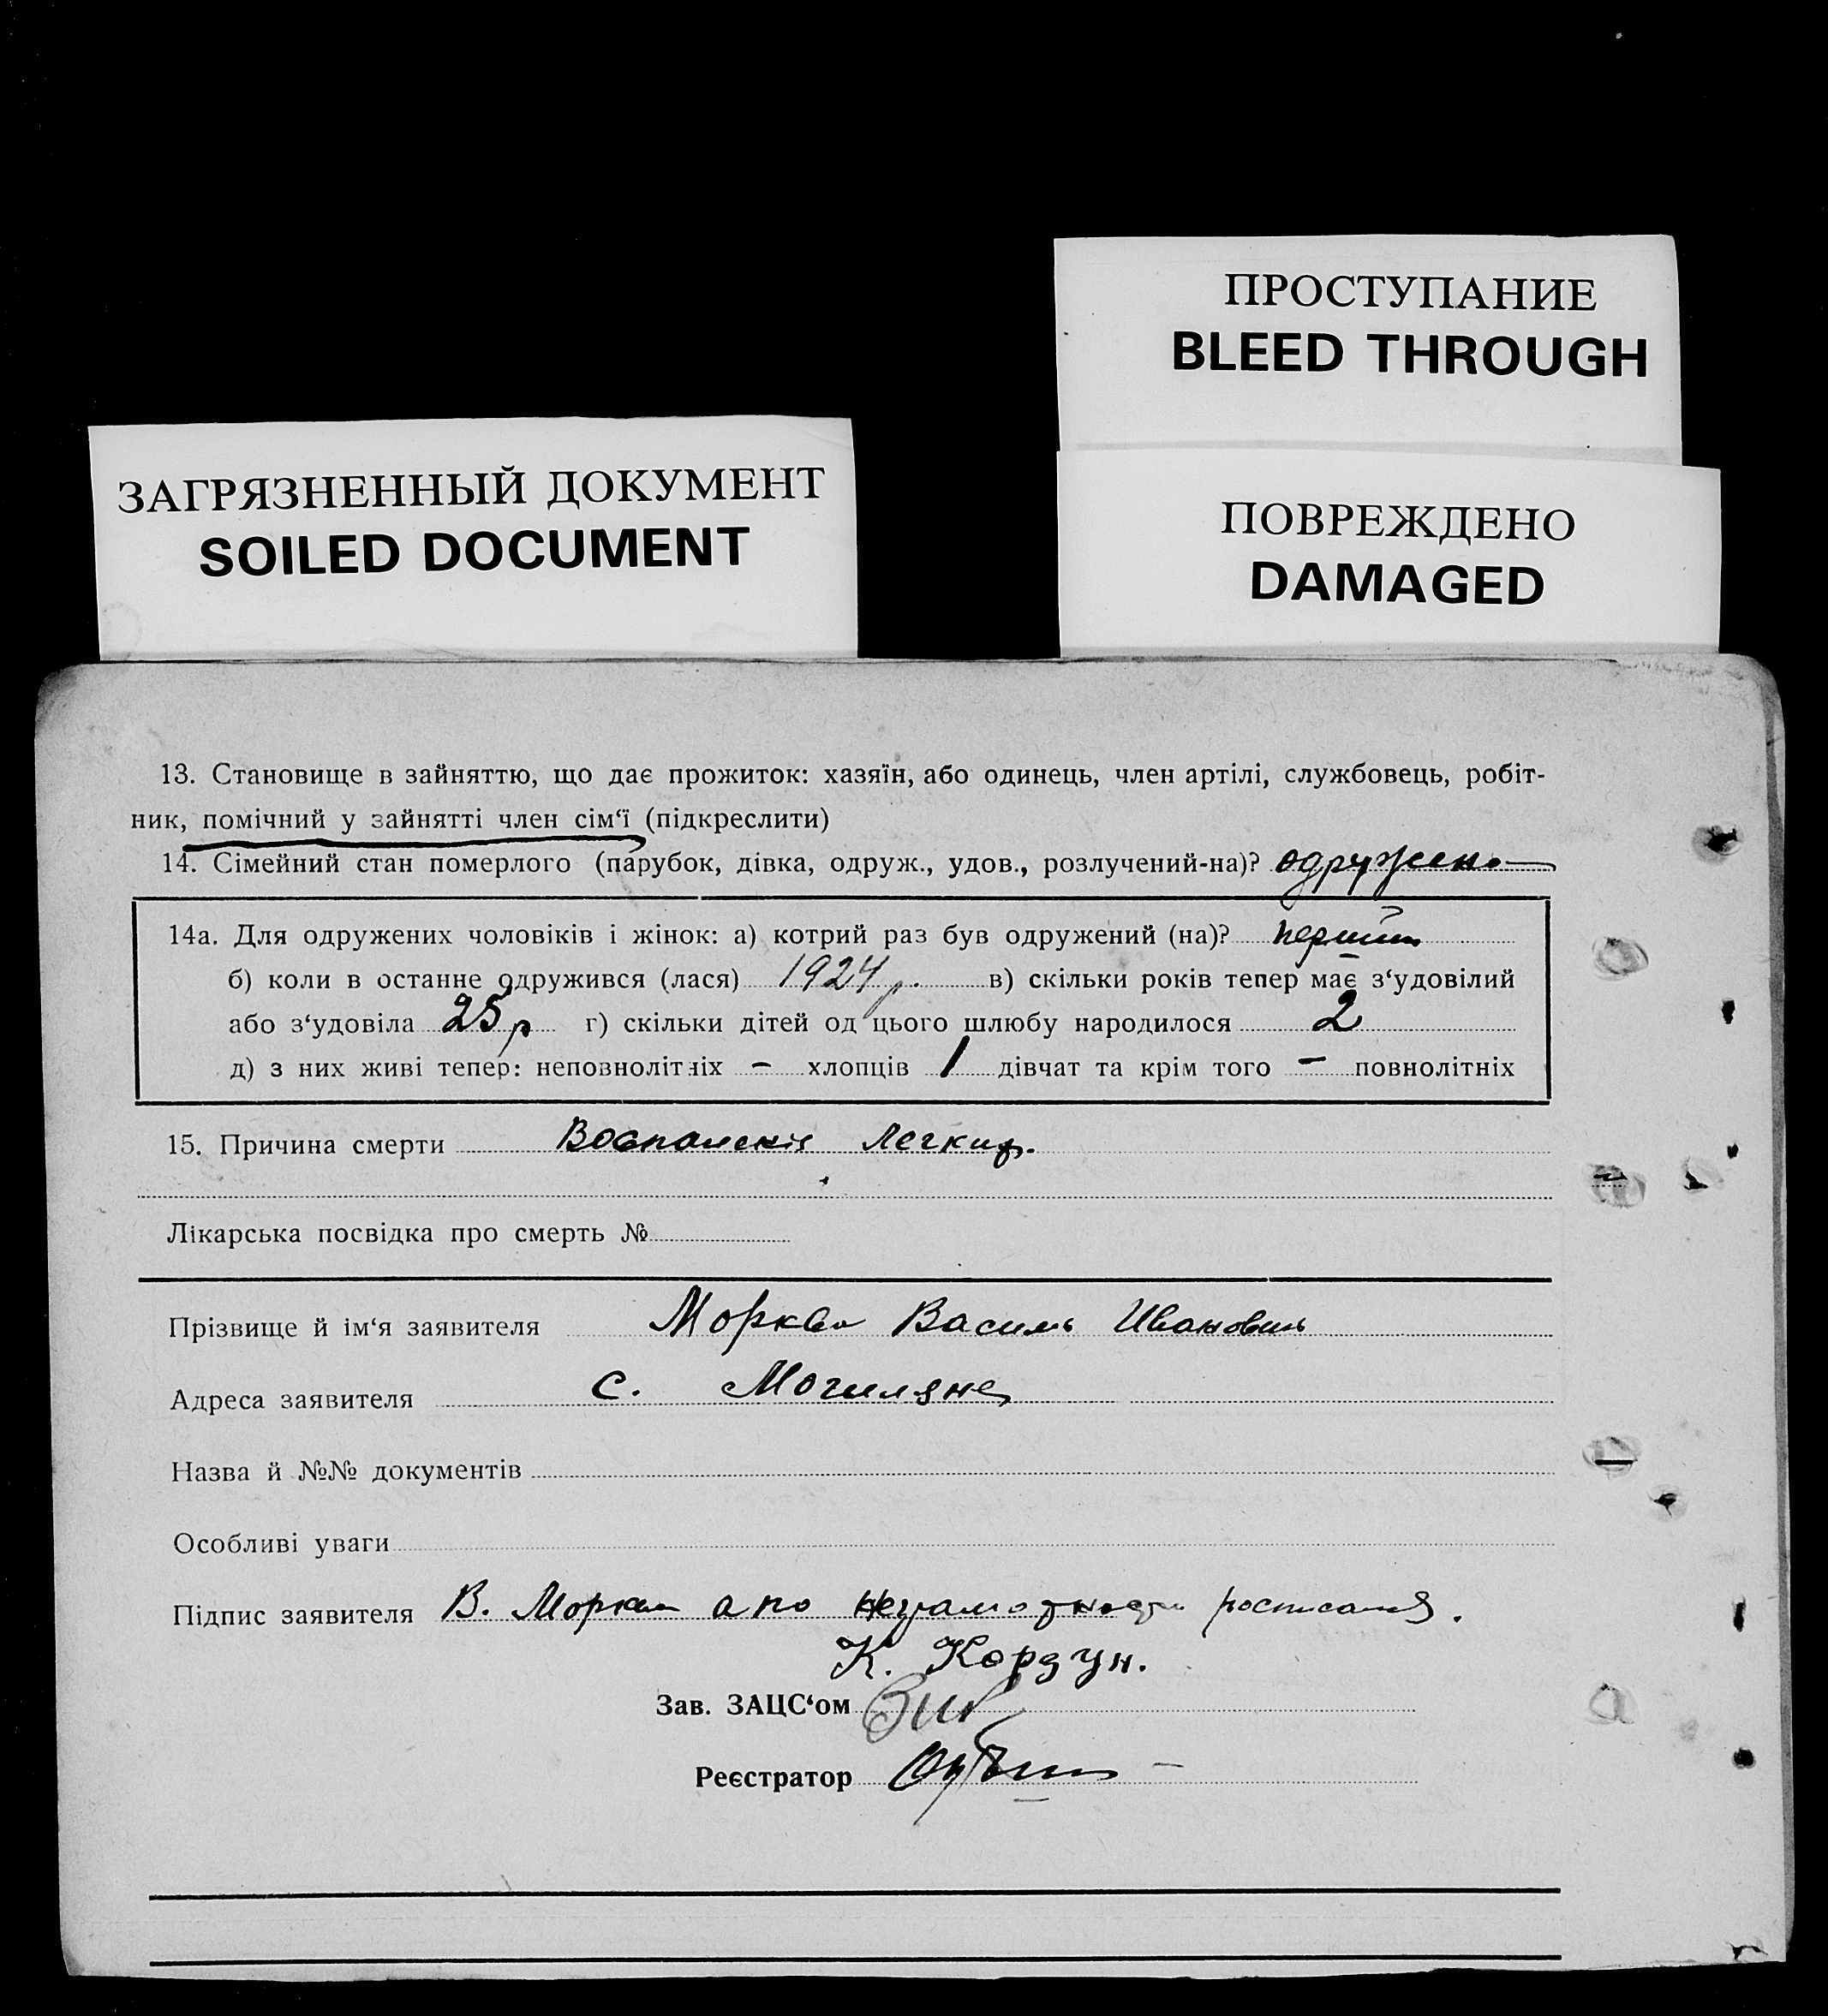 ПРОСТУПАНИЕ
BLEED THROUGH
ЗАГРЯЗНЕННЫЙ ДОКУМЕНТ
SOILED DOCUMENT
ПОВРЕЖДЕНО
DAMAGED
13. Становище в зайняттю, що дає прожиток: хазяїн, або одинець, член артілі, службовець, робіт-
ник, помічний у зайнятті член сім‘ї (підкреслити)
14. Сімейний стан померлого (парубок, дівка, одруж., удов., розлучений-на)? одружена
14а. Для одружених чоловіків і жінок: а) котрий раз був одружений (на)? перший
б) коли в останне одружився (лася) 1924 р. в) скільки років тепер має з‘удовілий
або з‘удовіла 25 р г) скільки дітей од цього шлюбу народилося 2
д) з них живі тепер: неповнолітніх – хлопців 1 дівчат та крім того – повнолітніх
15. Причина смерти Воспаление легких.
Лікарська посвідка про смерть №
Прізвище й ім‘я заявителя Морква Василь Иванович
Адреса заявителя с. Могиляне
Назва й №№ документів
Особливі уваги
Підпис заявителя В. Морква а по неграмотности росписался.
К. Кордун.
Зав. ЗАЦС‘ом
Реєстратор